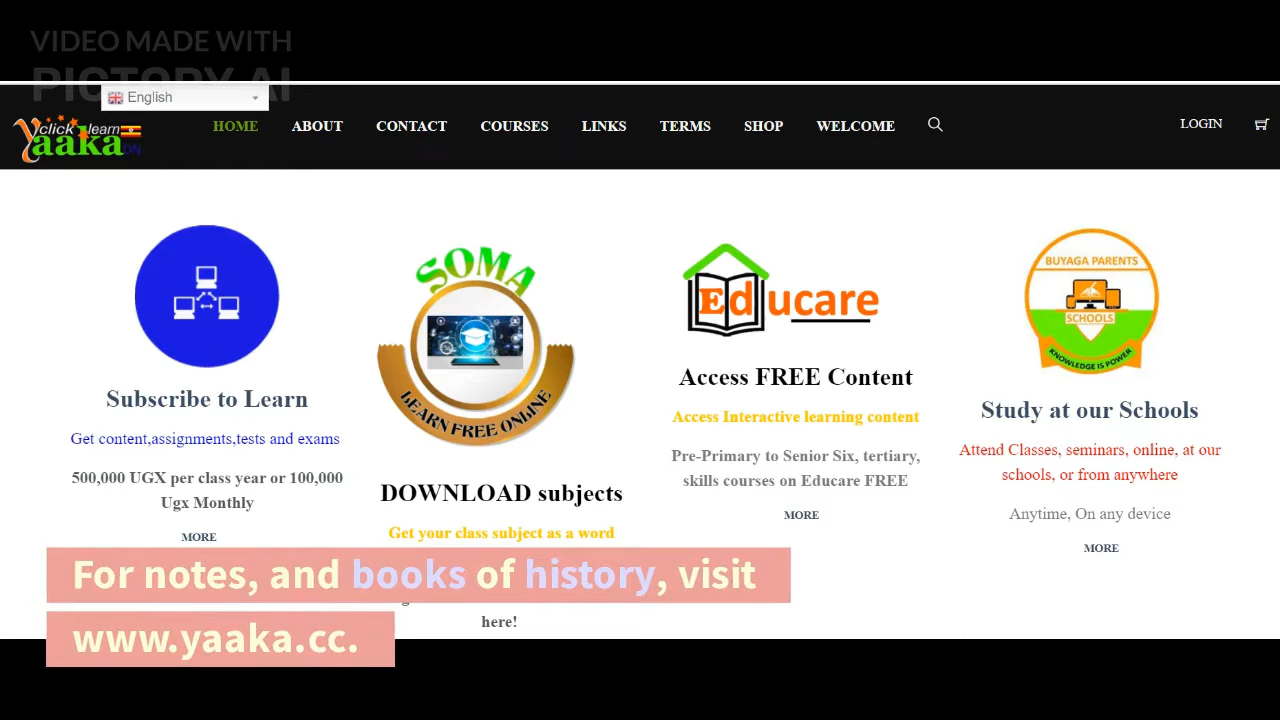 VIDEO MADE WITH
PICTORY.AI
English
click learn
Yaaka
ON
HOME ABOUT CONTACT COURSES LINKS TERMS SHOP WELCOME LOGIN
SOMA
LEARN FREE ONLINE
Educare
BUYAGA PARENTS
SCHOOLS
KNOWLEDGE IS POWER
Subscribe to Learn
Get content,assignments,tests and exams
500,000 UGX per class year or 100,000
Ugx Monthly
MORE
DOWNLOAD subjects
Get your class subject as a word
here!
Access FREE Content
Access Interactive learning content
Pre-Primary to Senior Six, tertiary,
skills courses on Educare FREE
MORE
Study at our Schools
Attend Classes, seminars, online, at our
schools, or from anywhere
Anytime, On any device
MORE
For notes, and books of history, visit
www.yaaka.cc.